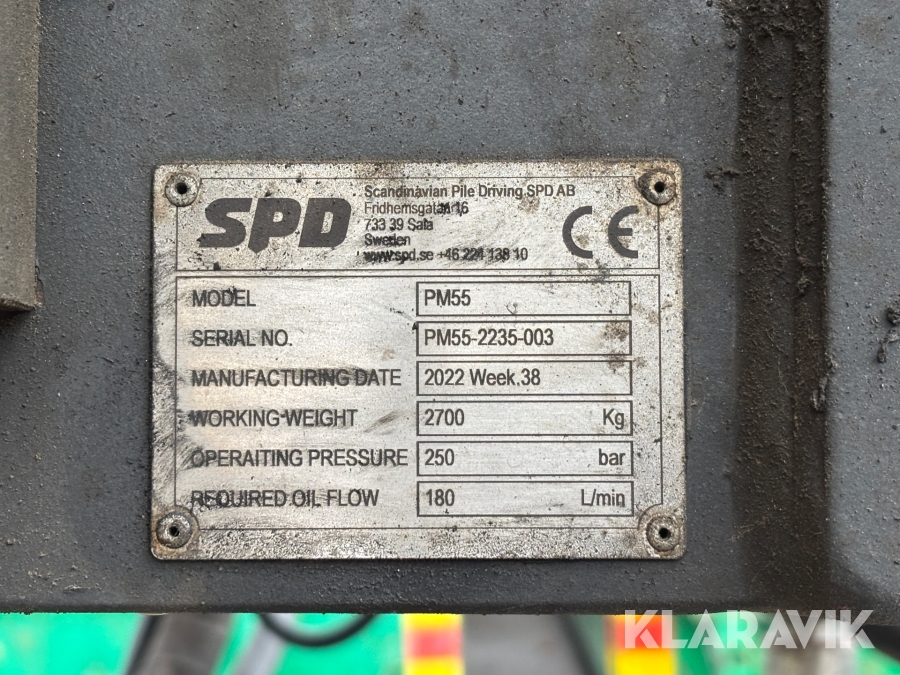 SPD
Scandinavian Pile Driving SPD AB
Fridhemsgatan 16
733 39 Sala
Sweden
www.spd.se +46 224 138 10
CE
MODEL PM55
SERIAL NO. PM55-2235-003
MANUFACTURING DATE 2022 Week.38
WORKING WEIGHT 2700 Kg
OPERAITING PRESSURE 250 bar
REQUIRED OIL FLOW 180 L/min
KLARAVIK